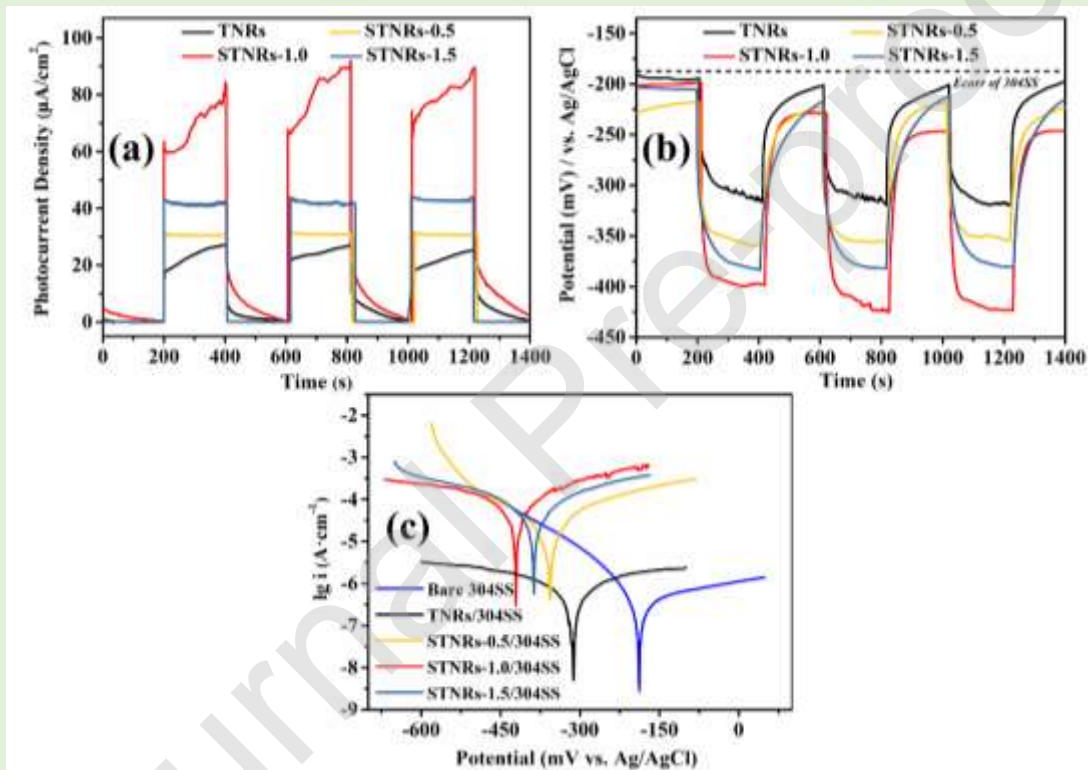 TNRs STNRs-0.5
STNRs-1.0 STNRs-1.5
(a)
Photocurrent Density (μA/cm²)
100
80
60
40
20
0
0 200 400 600 800 1000 1200 1400
Time (s)
TNRs STNRs-0.5
STNRs-1.0 STNRs-1.5
Ecorr of 304SS
(b)
Potential (mV) / vs. Ag/AgCl
-150
-200
-250
-300
-350
-400
-450
0 200 400 600 800 1000 1200 1400
Time (s)
(c)
lg i (A·cm⁻²)
-2
-3
-4
-5
-6
-7
-8
-9
Bare 304SS
TNRs/304SS
STNRs-0.5/304SS
STNRs-1.0/304SS
STNRs-1.5/304SS
-600 -450 -300 -150 0
Potential (mV vs. Ag/AgCl)
urnal Pre-pro